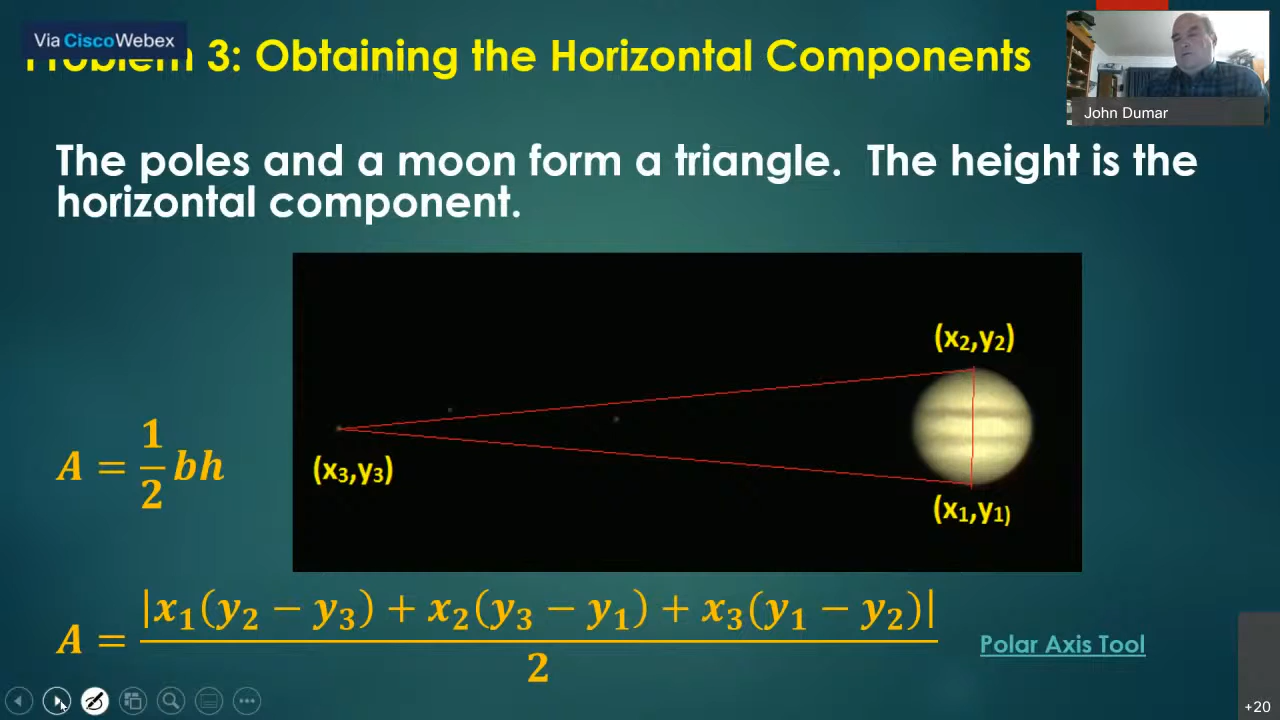 Via CiscoWebex
Problem 3: Obtaining the Horizontal Components
John Dumar
The poles and a moon form a triangle. The height is the
horizontal component.
(x₂,y₂)
A = 1/2 bh
(x₃,y₃)
(x₁,y₁)
A = |x₁(y₂ − y₃) + x₂(y₃ − y₁) + x₃(y₁ − y₂)| / 2
Polar Axis Tool
+20